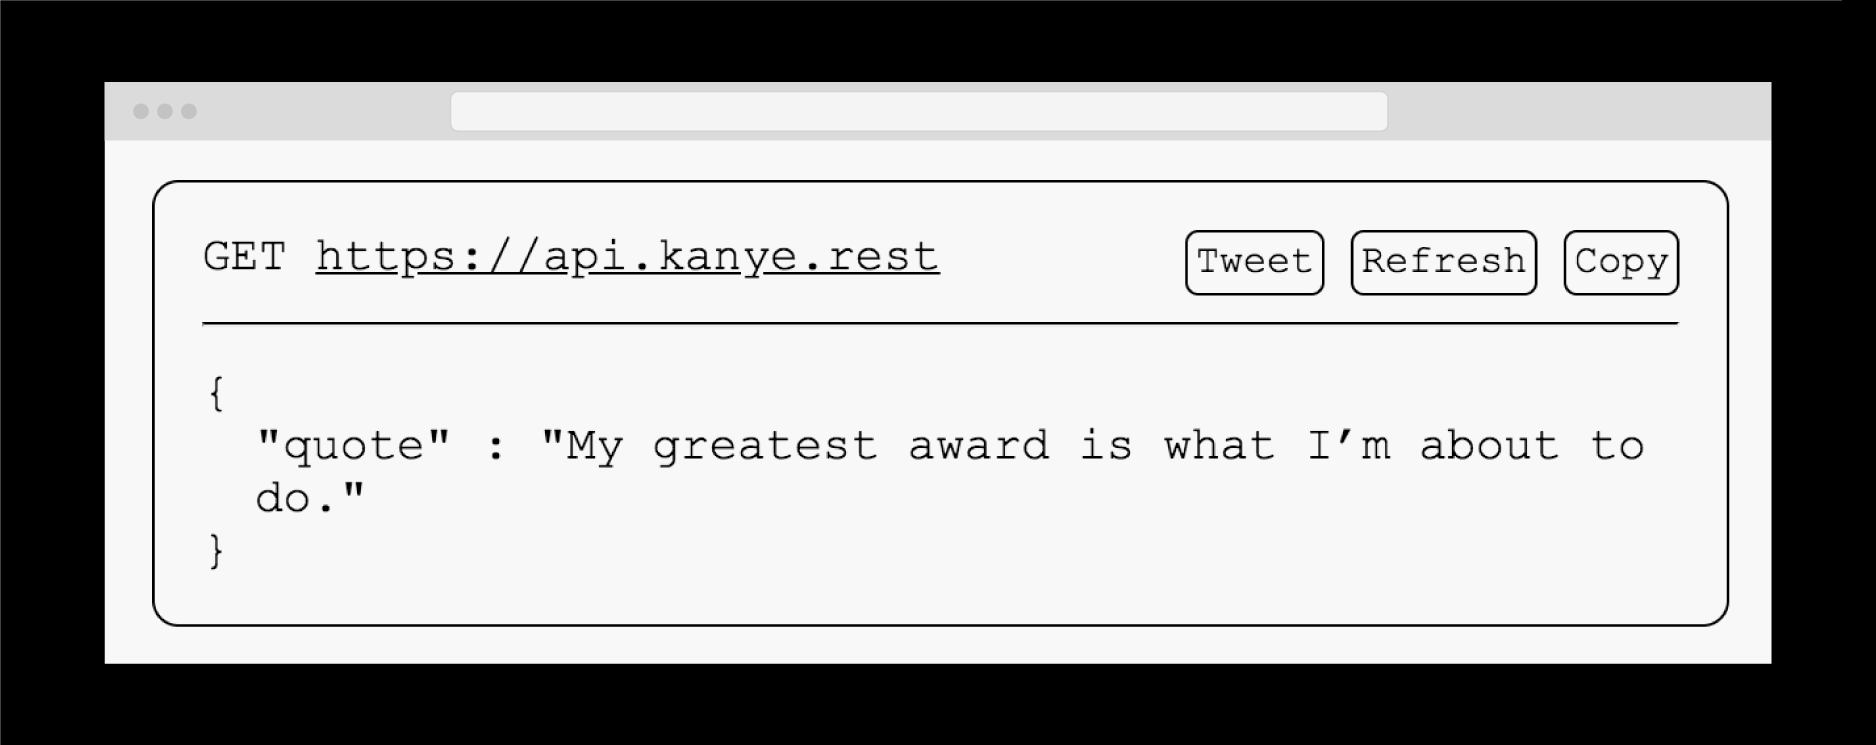 GET https://api.kanye.rest
Tweet
Refresh
Copy
{
"quote" : "My greatest award is what I’m about to
do."
}